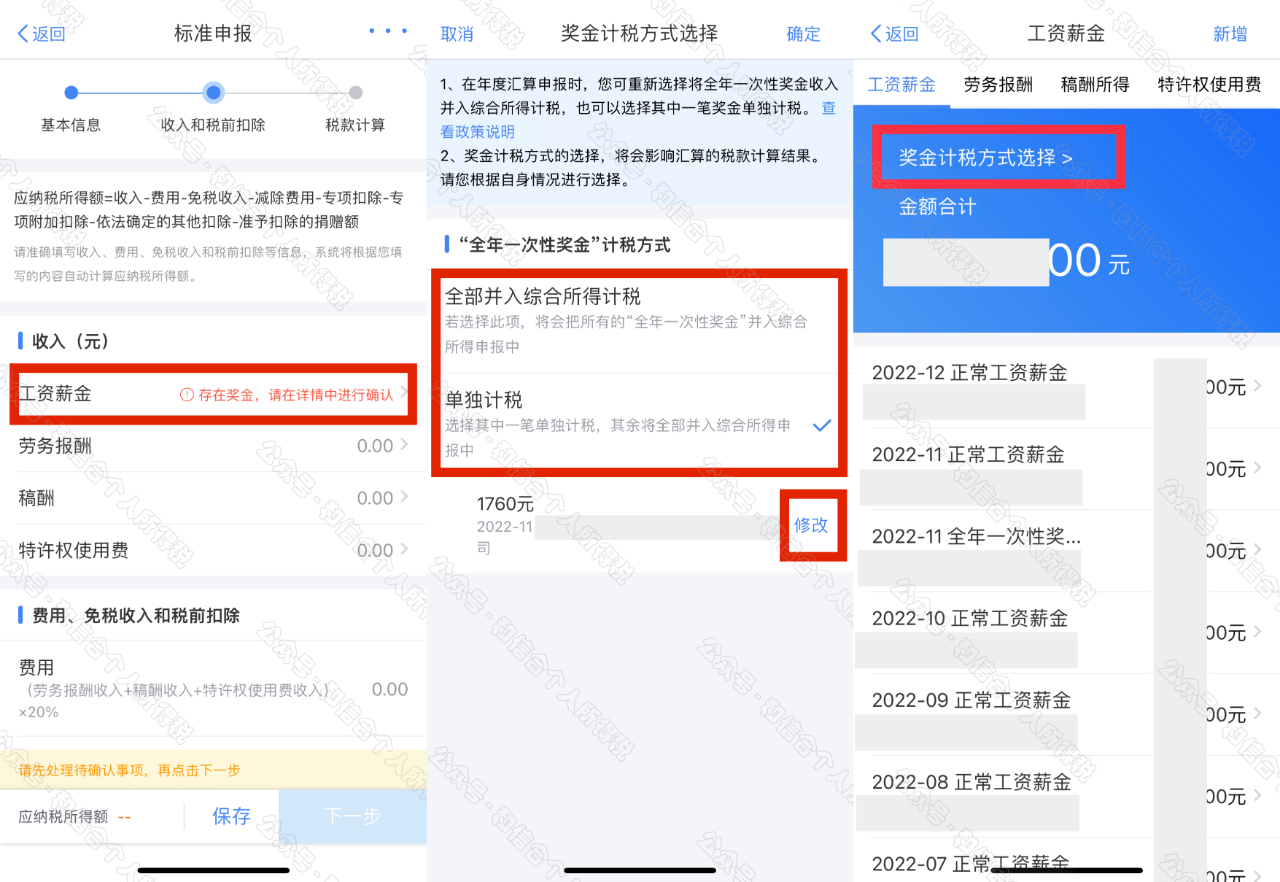 返回
标准申报
基本信息
收入和税前扣除
税款计算
应纳税所得额=收入-费用-免税收入-减除费用-专项扣除-专
项附加扣除-依法确定的其他扣除-准予扣除的捐赠额
请准确填写收入、费用、免税收入和税前扣除等信息，系统将根据您填
写的内容自动计算应纳税所得额。
收入（元）
工资薪金
存在奖金，请在详情中进行确认
劳务报酬
0.00
稿酬
0.00
特许权使用费
0.00
费用、免税收入和税前扣除
费用
（劳务报酬收入+稿酬收入+特许权使用费收入）
×20%
0.00
请先处理待确认事项，再点击下一步
应纳税所得额 --
保存
下一步
取消
奖金计税方式选择
确定
1、在年度汇算申报时，您可重新选择将全年一次性奖金收入
并入综合所得计税，也可以选择其中一笔奖金单独计税。查
看政策说明
2、奖金计税方式的选择，将会影响汇算的税款计算结果。
请您根据自身情况进行选择。
“全年一次性奖金”计税方式
全部并入综合所得计税
若选择此项，将会把所有的“全年一次性奖金”并入综合
所得申报中
单独计税
选择其中一笔单独计税，其余将全部并入综合所得申
报中
1760元
2022-11
司
修改
返回
工资薪金
新增
工资薪金
劳务报酬
稿酬所得
特许权使用费
奖金计税方式选择 >
金额合计
00 元
2022-12 正常工资薪金
00元
2022-11 正常工资薪金
00元
2022-11 全年一次性奖...
00元
2022-10 正常工资薪金
00元
2022-09 正常工资薪金
00元
2022-08 正常工资薪金
00元
2022-07 正常工资薪金
00元